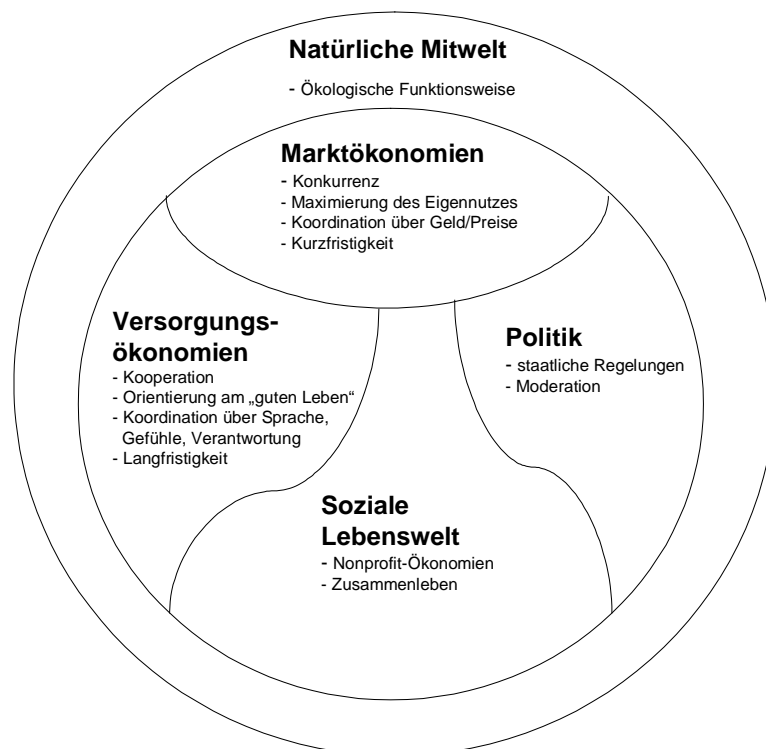 Natürliche Mitwelt
- Ökologische Funktionsweise
Marktökonomien
- Konkurrenz
- Maximierung des Eigennutzes
- Koordination über Geld/Preise
- Kurzfristigkeit
Versorgungs-
ökonomien
- Kooperation
- Orientierung am „guten Leben“
- Koordination über Sprache,
Gefühle, Verantwortung
- Langfristigkeit
Politik
- staatliche Regelungen
- Moderation
Soziale
Lebenswelt
- Nonprofit-Ökonomien
- Zusammenleben